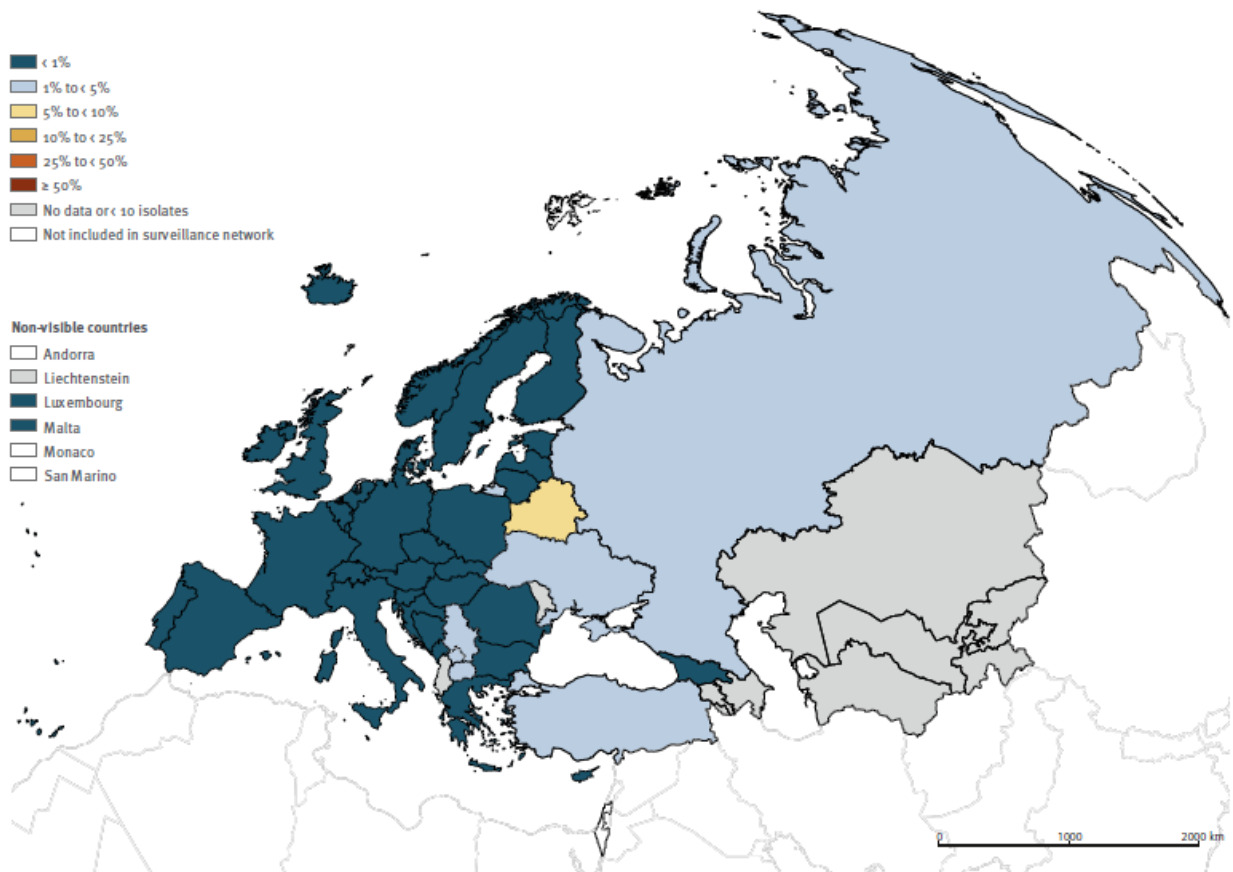 < 1%
1% to < 5%
5% to < 10%
10% to < 25%
25% to < 50%
≥ 50%
No data or < 10 isolates
Not included in surveillance network
Non-visible countries
Andorra
Liechtenstein
Luxembourg
Malta
Monaco
San Marino
0 1000 2000 km